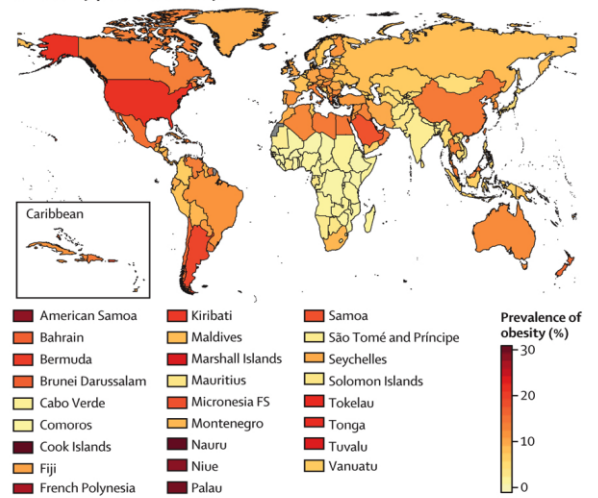 Caribbean
American Samoa
Bahrain
Bermuda
Brunei Darussalam
Cabo Verde
Comoros
Cook Islands
Fiji
French Polynesia
Kiribati
Maldives
Marshall Islands
Mauritius
Micronesia FS
Montenegro
Nauru
Niue
Palau
Samoa
São Tomé and Príncipe
Seychelles
Solomon Islands
Tokelau
Tonga
Tuvalu
Vanuatu
Prevalence of
obesity (%)
30
20
10
0